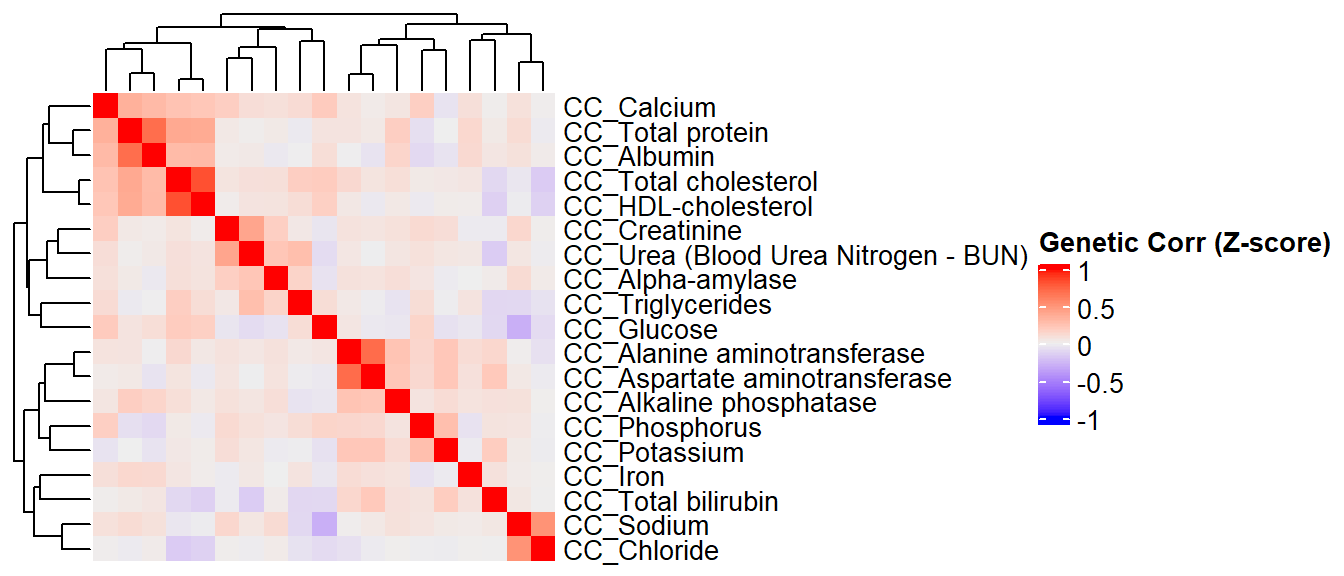 CC_Calcium
CC_Total protein
CC_Albumin
CC_Total cholesterol
CC_HDL-cholesterol
CC_Creatinine
CC_Urea (Blood Urea Nitrogen - BUN)
CC_Alpha-amylase
CC_Triglycerides
CC_Glucose
CC_Alanine aminotransferase
CC_Aspartate aminotransferase
CC_Alkaline phosphatase
CC_Phosphorus
CC_Potassium
CC_Iron
CC_Total bilirubin
CC_Sodium
CC_Chloride
Genetic Corr (Z-score)
1
0.5
0
-0.5
-1